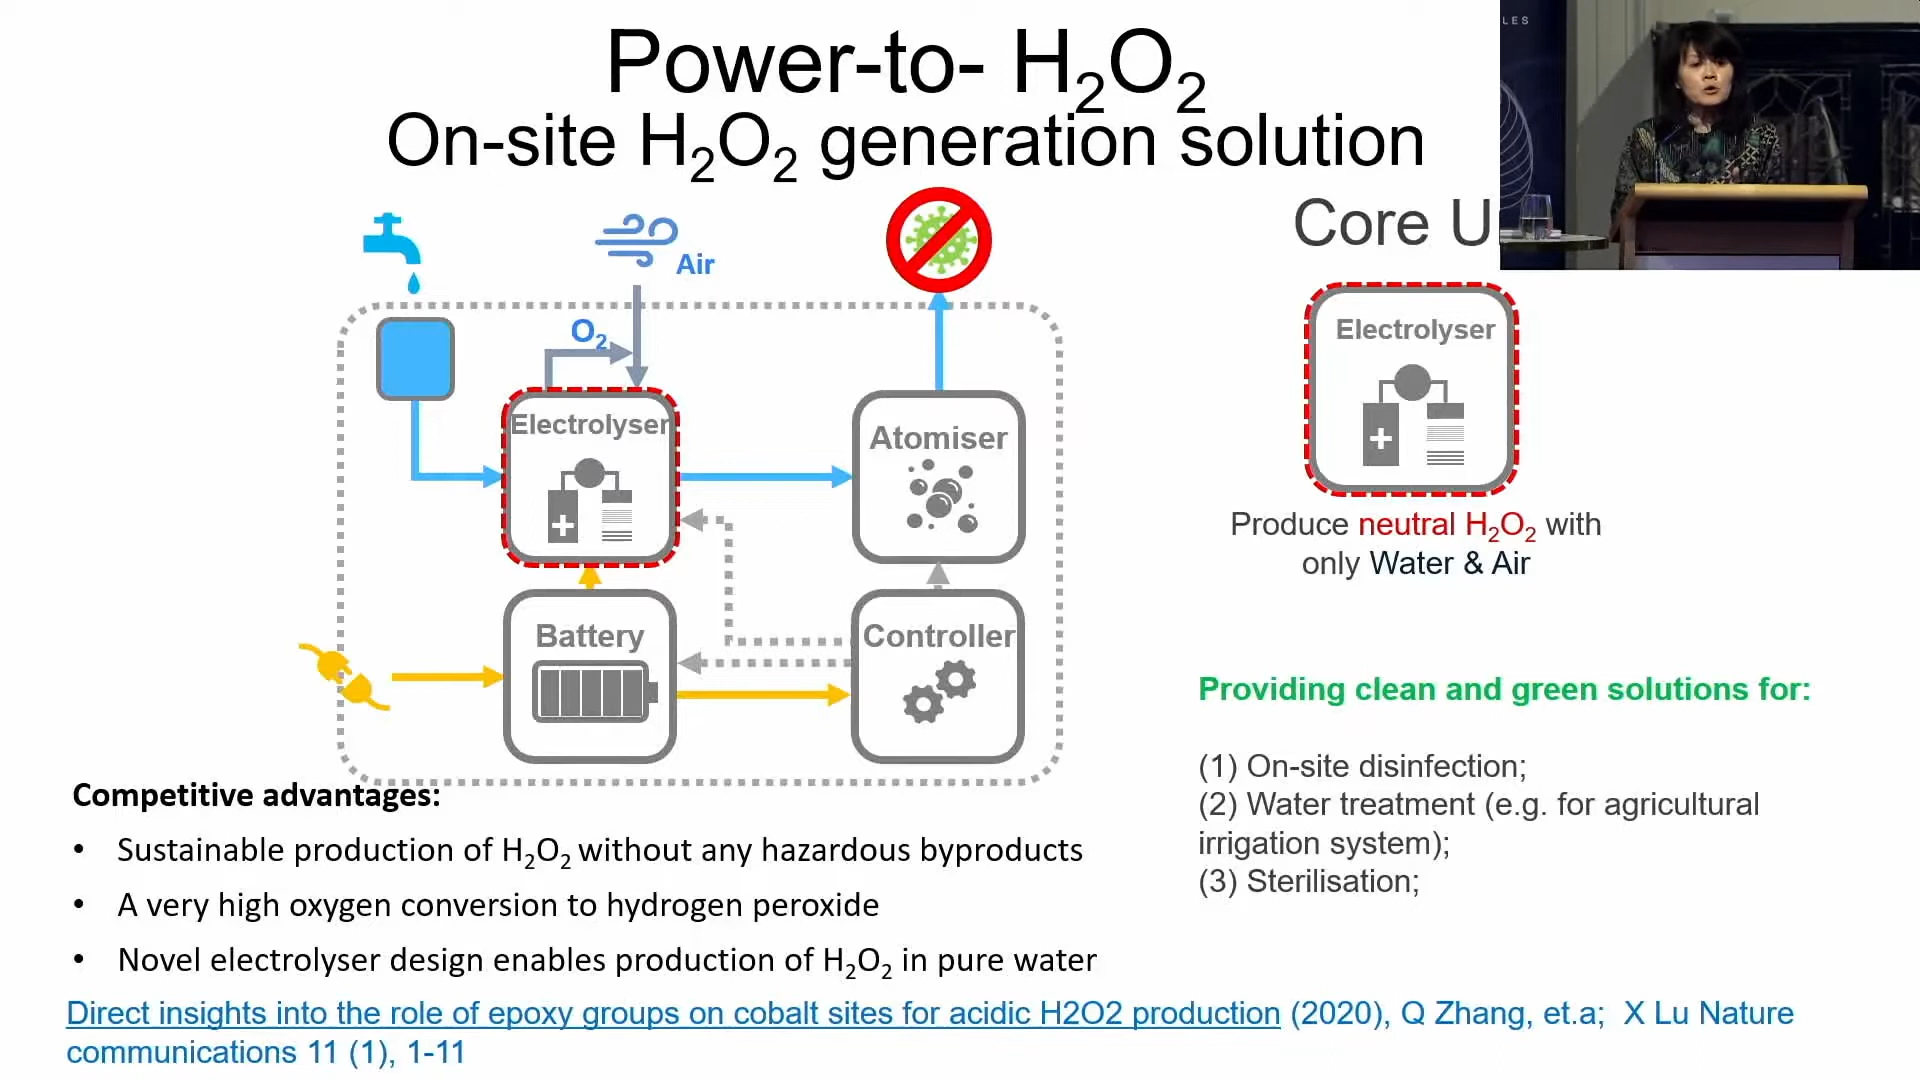 Power-to- H2O2
On-site H2O2 generation solution
LES
Core U
Air
O2
Electrolyser
Atomiser
Battery
Controller
Electrolyser
Produce neutral H2O2 with
only Water & Air
Providing clean and green solutions for:
(1) On-site disinfection;
(2) Water treatment (e.g. for agricultural
irrigation system);
(3) Sterilisation;
Competitive advantages:
• Sustainable production of H2O2 without any hazardous byproducts
• A very high oxygen conversion to hydrogen peroxide
• Novel electrolyser design enables production of H2O2 in pure water
Direct insights into the role of epoxy groups on cobalt sites for acidic H2O2 production (2020), Q Zhang, et.a; X Lu Nature
communications 11 (1), 1-11